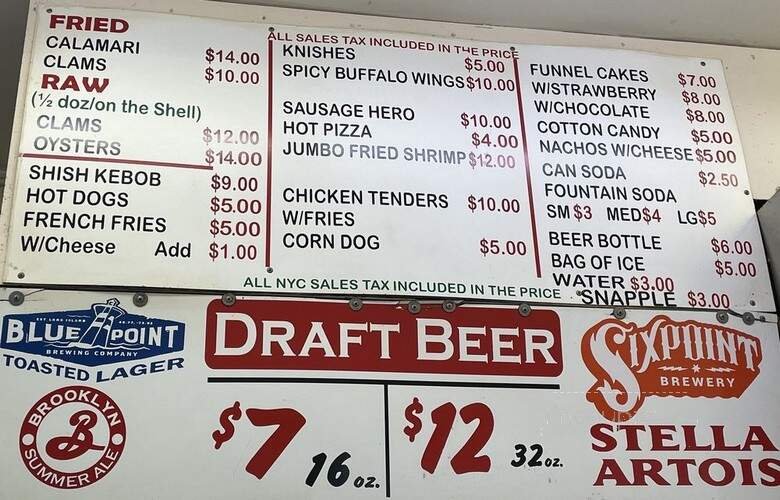 FRIED
CALAMARI $14.00
CLAMS $10.00
RAW
(½ doz/on the Shell)
CLAMS $12.00
OYSTERS $14.00
SHISH KEBOB $9.00
HOT DOGS $5.00
FRENCH FRIES $5.00
W/Cheese Add $1.00
ALL SALES TAX INCLUDED IN THE PRICE
KNISHES $5.00
SPICY BUFFALO WINGS $10.00
SAUSAGE HERO $10.00
HOT PIZZA $4.00
JUMBO FRIED SHRIMP $12.00
CHICKEN TENDERS $10.00
W/FRIES
CORN DOG $5.00
FUNNEL CAKES $7.00
W/STRAWBERRY $8.00
W/CHOCOLATE $8.00
COTTON CANDY $5.00
NACHOS W/CHEESE $5.00
CAN SODA $2.50
FOUNTAIN SODA
SM $3 MED $4 LG $5
BEER BOTTLE $6.00
BAG OF ICE $5.00
WATER $3.00
SNAPPLE $3.00
ALL NYC SALES TAX INCLUDED IN THE PRICE
BLUE POINT
BREWING COMPANY
TOASTED LAGER
BROOKLYN
B
SUMMER ALE
DRAFT BEER
$7 16 oz.
$12 32 oz.
SIXPOINT
BREWERY
STELLA
ARTOIS